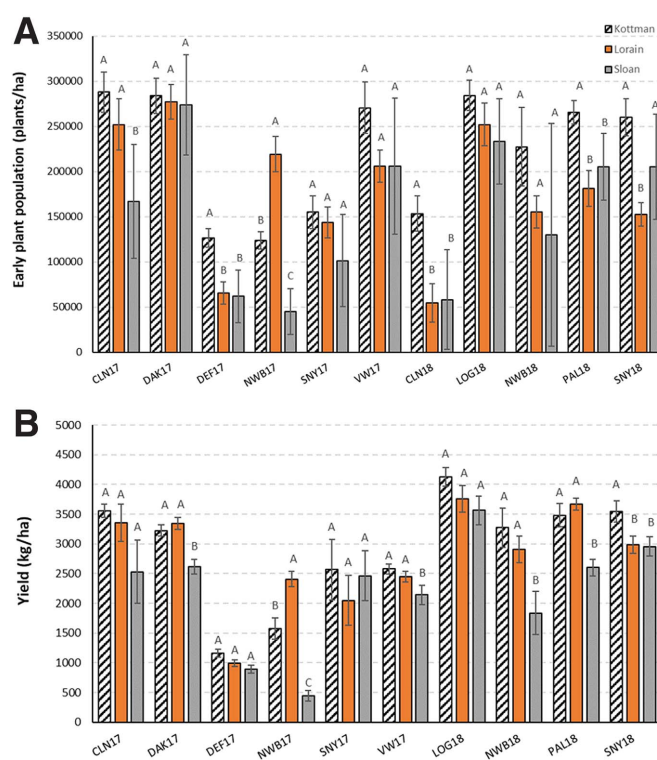 A
Early plant population (plants/ha)
350000
300000
250000
200000
150000
100000
50000
0
Kottman
Lorain
Sloan
A A B
A A A
A B B
B A C
A A A
A A A
A B B
A A A
A A A
A B B
A B A
CLN17 DAK17 DEF17 NWB17 SNY17 VW17 CLN18 LOG18 NWB18 PAL18 SNY18
B
Yield (kg/ha)
5000
4500
4000
3500
3000
2500
2000
1500
1000
500
0
A A A
A A B
A A A
B A C
A A A
A A B
A A A
A A B
A A B
A B B
CLN17 DAK17 DEF17 NWB17 SNY17 VW17 LOG18 NWB18 PAL18 SNY18